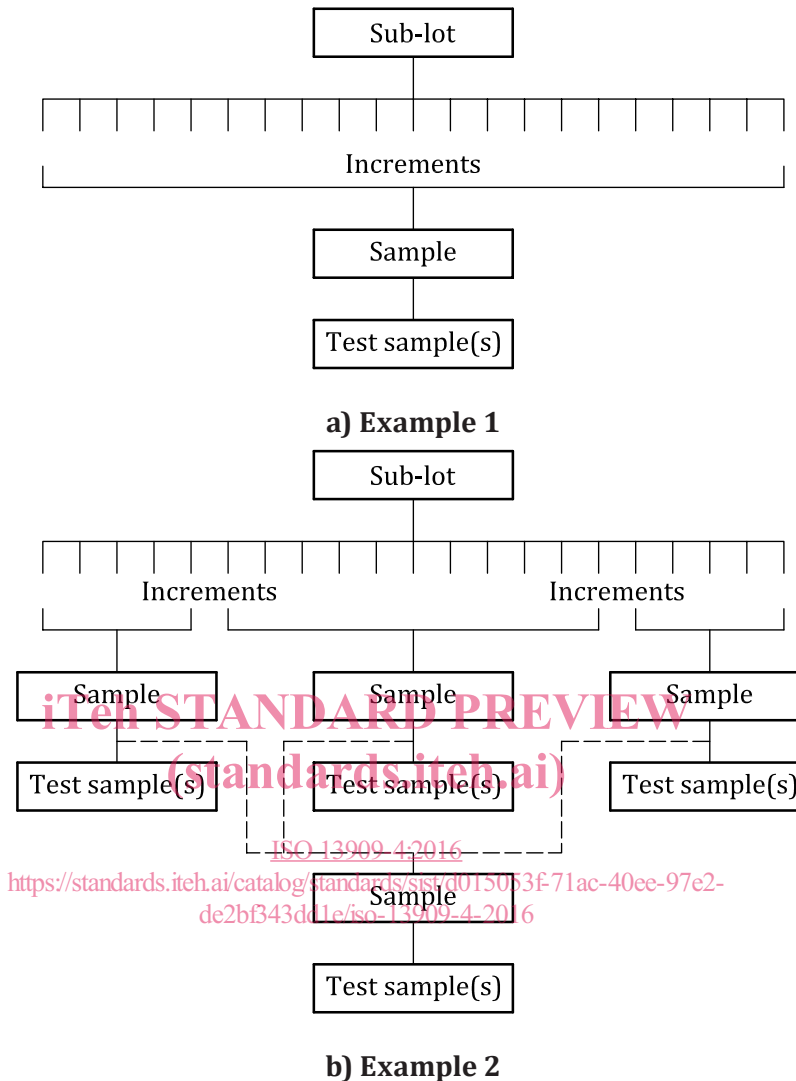 Sub-lot
Increments
Sample
Test sample(s)
a) Example 1
Sub-lot
Increments Increments
Sample Sample Sample
iTeh STANDARD PREVIEW
(standards.iteh.ai)
Test sample(s) Test sample(s) Test sample(s)
ISO 13909-4:2016
https://standards.iteh.ai/catalog/standards/sist/d015053f-71ac-40ee-97e2-
Sample
de2bf343dd1e/iso-13909-4-2016
Test sample(s)
b) Example 2